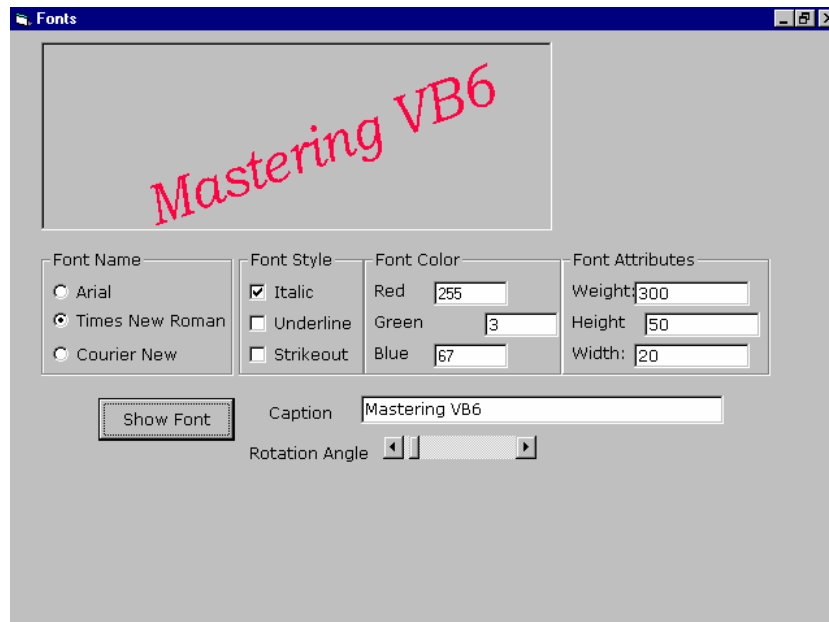 Fonts
Mastering VB6
Font Name
Arial
Times New Roman
Courier New
Font Style
Italic
Underline
Strikeout
Font Color
Red 255
Green 3
Blue 67
Font Attributes
Weight: 300
Height 50
Width: 20
Show Font
Caption Mastering VB6
Rotation Angle